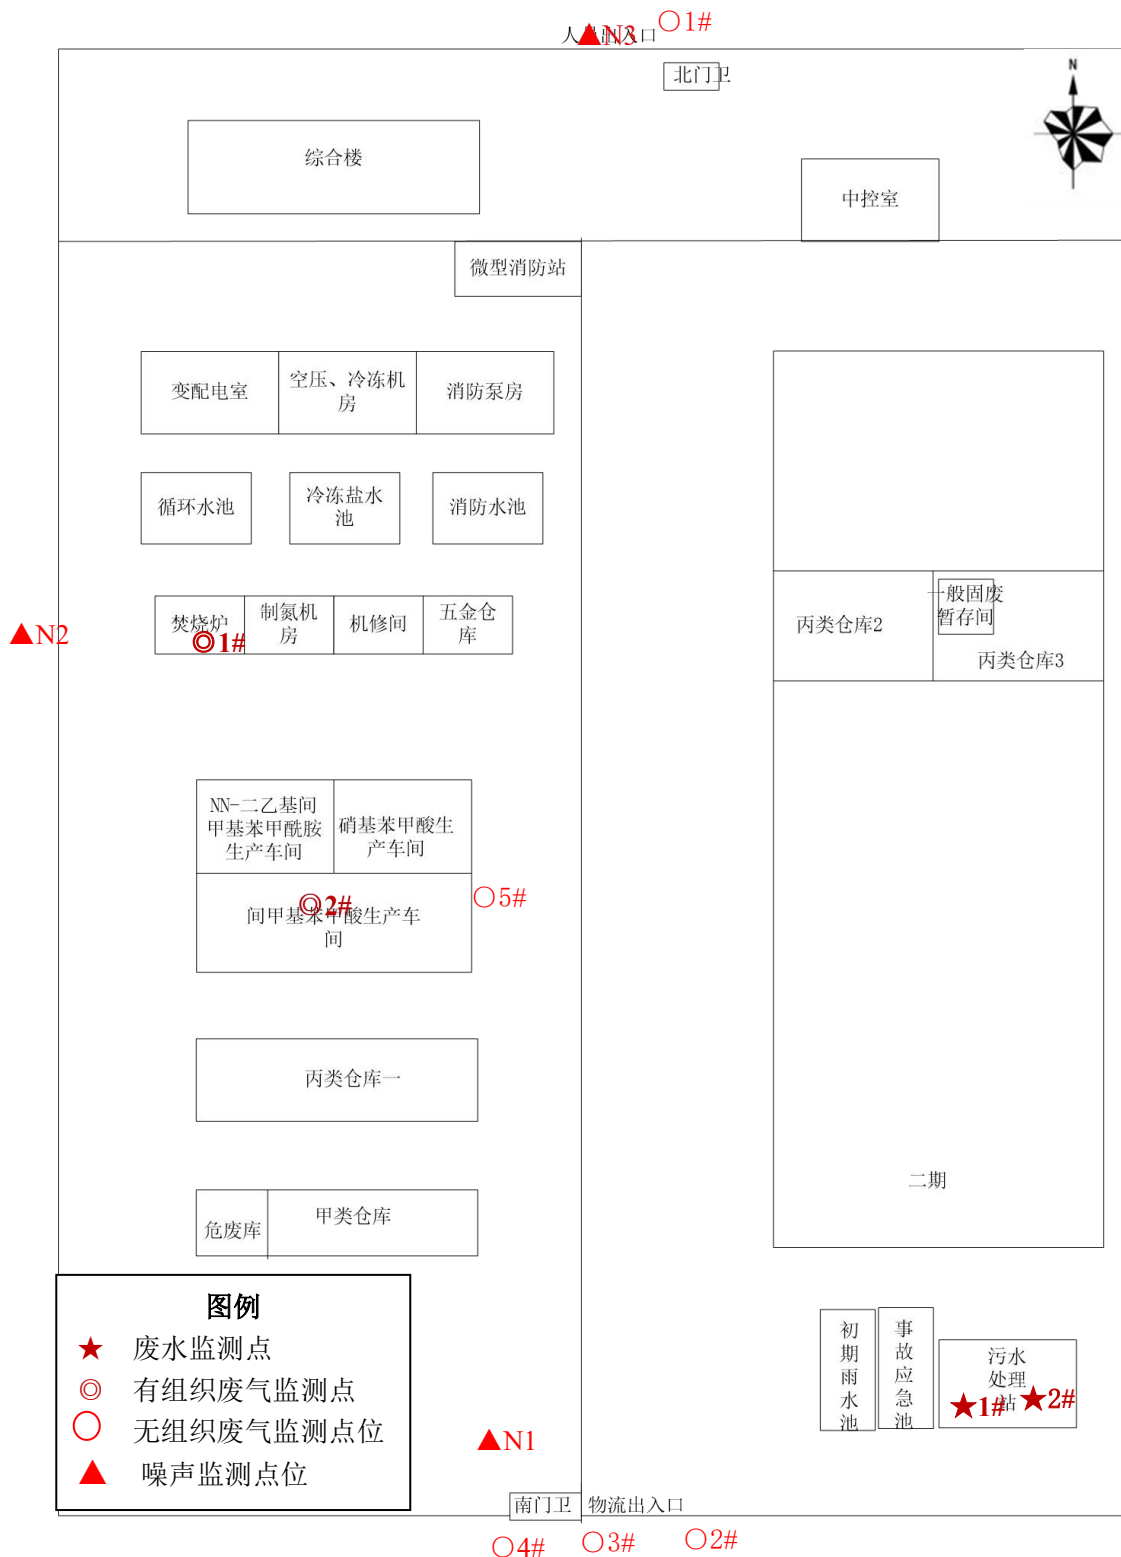 ○1#
人员出入口
▲N3
北门卫
N
综合楼
中控室
微型消防站
变配电室
空压、冷冻机
房
消防泵房
循环水池
冷冻盐水
池
消防水池
焚烧炉
◎1#
制氮机
房
机修间
五金仓
库
▲N2
丙类仓库2
一般固废
暂存间
丙类仓库3
NN-二乙基间
甲基苯甲酰胺
生产车间
硝基苯甲酸生
产车间
◎2#
间甲基苯甲酸生产车
间
○5#
丙类仓库一
二期
危废库
甲类仓库
图例
★ 废水监测点
◎ 有组织废气监测点
○ 无组织废气监测点位
▲ 噪声监测点位
初
期
雨
水
池
事
故
应
急
池
污水
处理
站
★1#
★2#
▲N1
南门卫
物流出入口
○4#
○3#
○2#